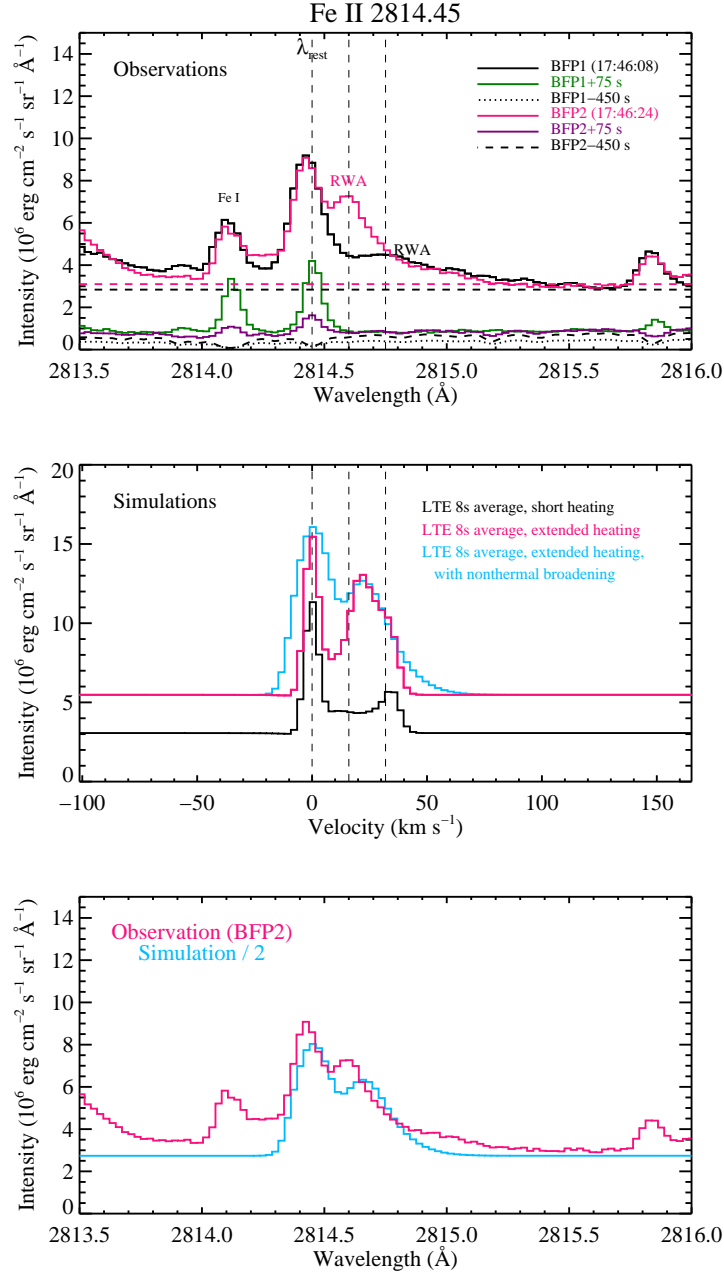 Fe II 2814.45
λrest
Observations
BFP1 (17:46:08)
BFP1+75 s
BFP1−450 s
BFP2 (17:46:24)
BFP2+75 s
BFP2−450 s
Fe I
RWA
RWA
Intensity (10⁶ erg cm⁻² s⁻¹ sr⁻¹ Å⁻¹)
14
12
10
8
6
4
2
0
2813.5 2814.0 2814.5 2815.0 2815.5 2816.0
Wavelength (Å)
Simulations
LTE 8s average, short heating
LTE 8s average, extended heating
LTE 8s average, extended heating,
with nonthermal broadening
Intensity (10⁶ erg cm⁻² s⁻¹ sr⁻¹ Å⁻¹)
20
15
10
5
0
−100 −50 0 50 100 150
Velocity (km s⁻¹)
Observation (BFP2)
Simulation / 2
Intensity (10⁶ erg cm⁻² s⁻¹ sr⁻¹ Å⁻¹)
14
12
10
8
6
4
2
0
2813.5 2814.0 2814.5 2815.0 2815.5 2816.0
Wavelength (Å)